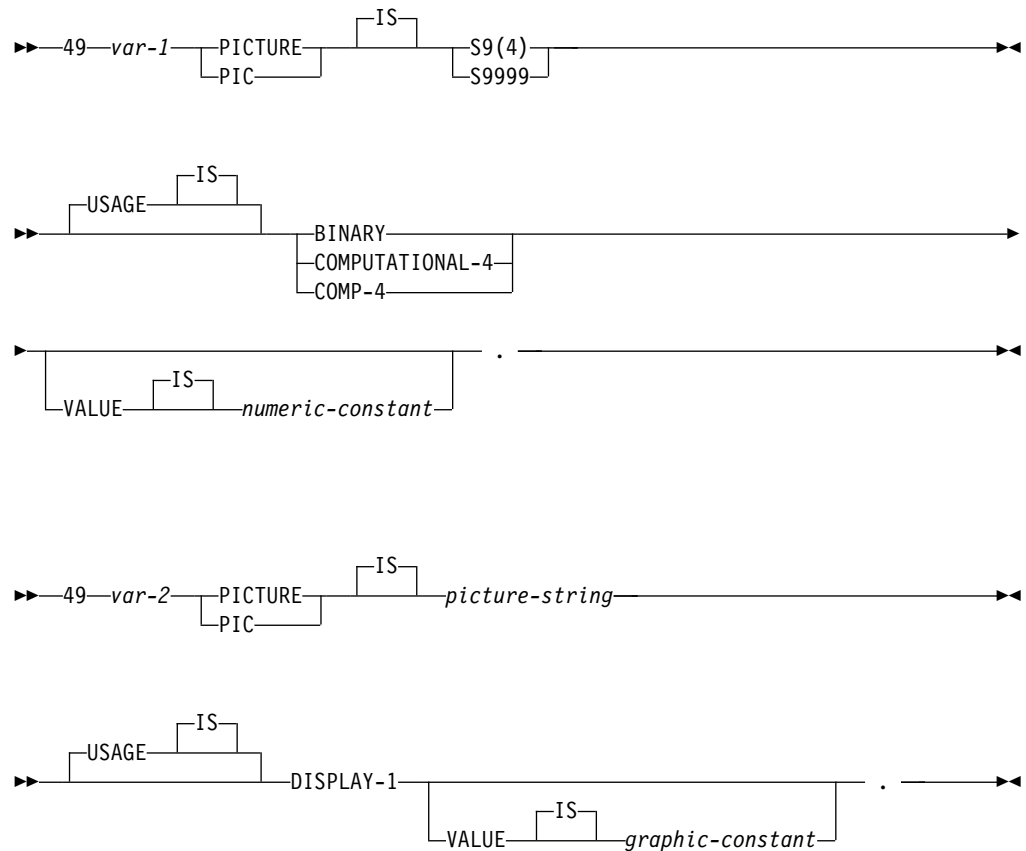 IS
49 var-1 PICTURE S9(4)
PIC S9999
IS
USAGE
BINARY
COMPUTATIONAL-4
COMP-4
.
IS
VALUE numeric-constant
IS
49 var-2 PICTURE picture-string
PIC
IS
USAGE
DISPLAY-1 .
IS
VALUE graphic-constant